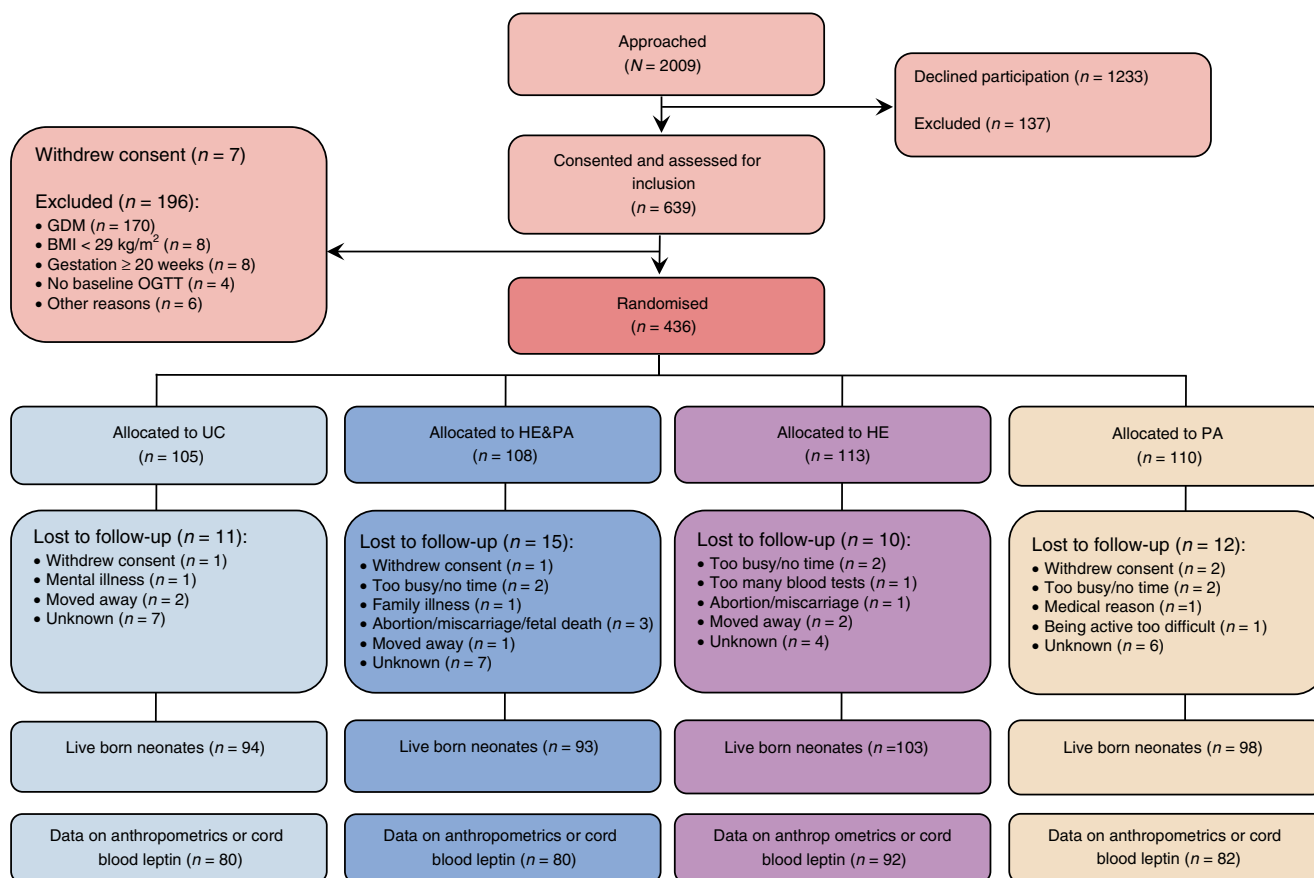 Approached
(N = 2009)
Declined participation (n = 1233)
Excluded (n = 137)
Consented and assessed for
inclusion
(n = 639)
Withdrew consent (n = 7)
Excluded (n = 196):
• GDM (n = 170)
• BMI < 29 kg/m² (n = 8)
• Gestation ≥ 20 weeks (n = 8)
• No baseline OGTT (n = 4)
• Other reasons (n = 6)
Randomised
(n = 436)
Allocated to UC
(n = 105)
Lost to follow-up (n = 11):
• Withdrew consent (n = 1)
• Mental illness (n = 1)
• Moved away (n = 2)
• Unknown (n = 7)
Live born neonates (n = 94)
Data on anthropometrics or cord
blood leptin (n = 80)
Allocated to HE&PA
(n = 108)
Lost to follow-up (n = 15):
• Withdrew consent (n = 1)
• Too busy/no time (n = 2)
• Family illness (n = 1)
• Abortion/miscarriage/fetal death (n = 3)
• Moved away (n = 1)
• Unknown (n = 7)
Live born neonates (n = 93)
Data on anthropometrics or cord
blood leptin (n = 80)
Allocated to HE
(n = 113)
Lost to follow-up (n = 10):
• Too busy/no time (n = 2)
• Too many blood tests (n = 1)
• Abortion/miscarriage (n = 1)
• Moved away (n = 2)
• Unknown (n = 4)
Live born neonates (n =103)
Data on anthrop ometrics or cord
blood leptin (n = 92)
Allocated to PA
(n = 110)
Lost to follow-up (n = 12):
• Withdrew consent (n = 2)
• Too busy/no time (n = 2)
• Medical reason (n =1)
• Being active too difficult (n = 1)
• Unknown (n = 6)
Live born neonates (n = 98)
Data on anthropometrics or cord
blood leptin (n = 82)